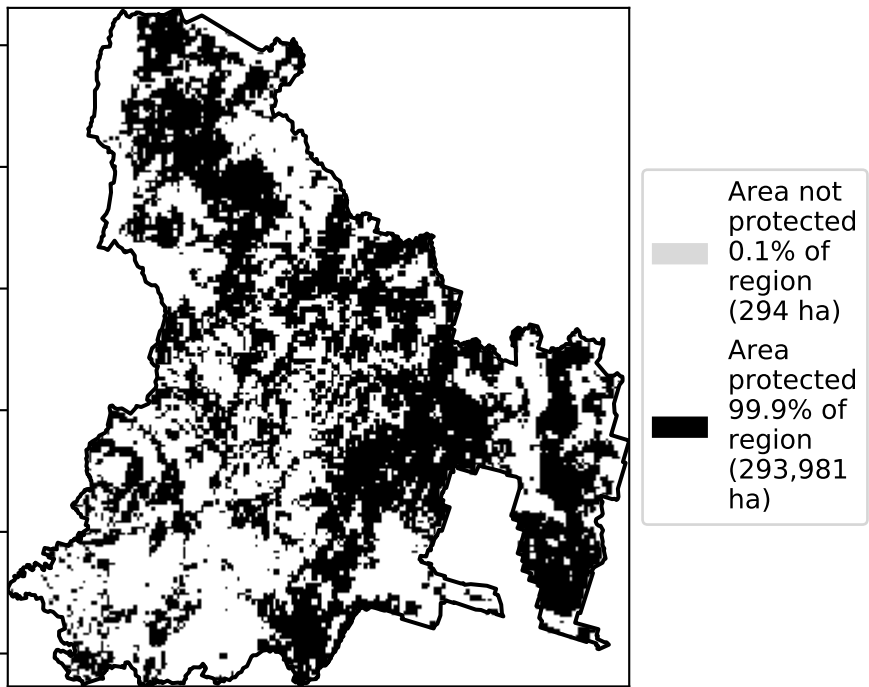 Area not
protected
0.1% of
region
(294 ha)
Area
protected
99.9% of
region
(293,981
ha)